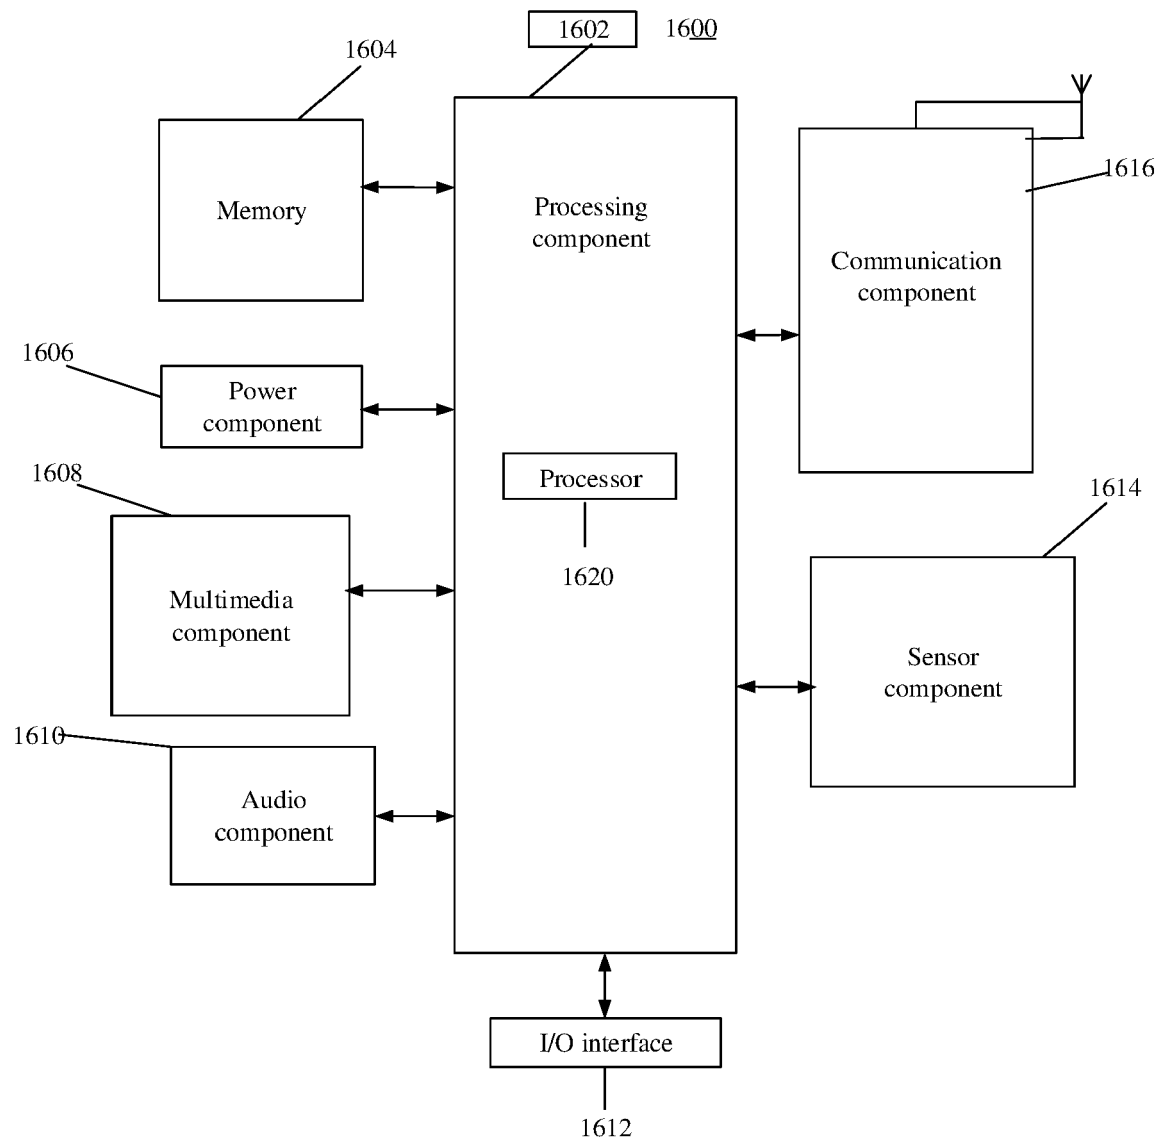 1602
1600
1604
Memory
Processing
component
1616
Communication
component
1606
Power
component
1608
Processor
1620
1614
Multimedia
component
Sensor
component
1610
Audio
component
I/O interface
1612